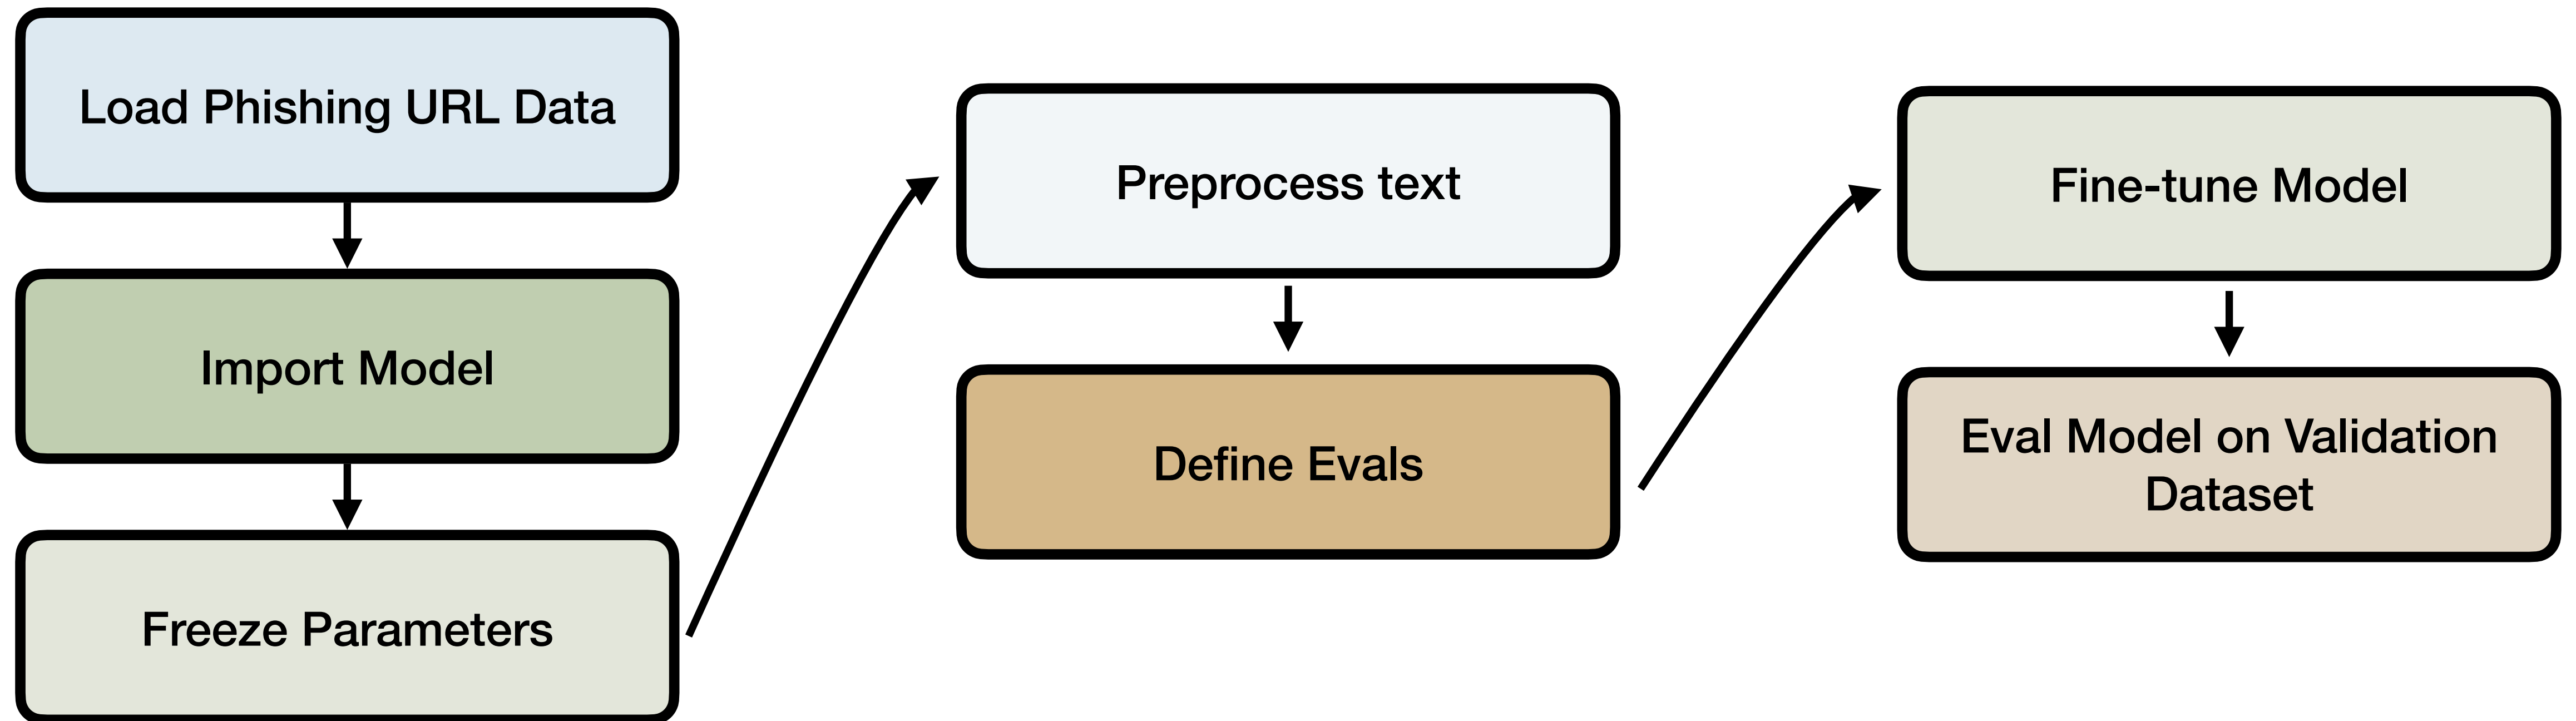 Load Phishing URL Data
Import Model
Freeze Parameters
Preprocess text
Define Evals
Fine-tune Model
Eval Model on Validation
Dataset